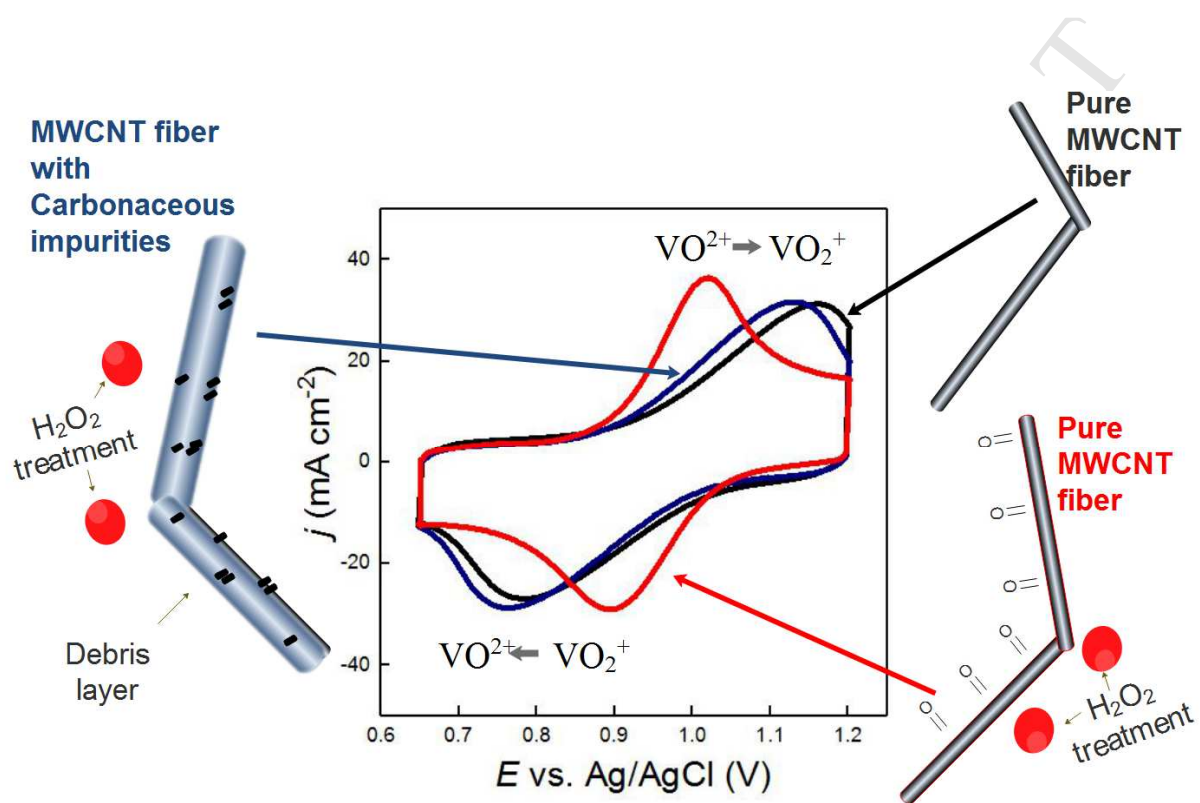 T
MWCNT fiber
with
Carbonaceous
impurities
Pure
MWCNT
fiber
VO²⁺ → VO₂⁺
H₂O₂
treatment
Debris
layer
j (mA cm⁻²)
40
20
0
-20
-40
VO²⁺ ← VO₂⁺
0.6 0.7 0.8 0.9 1.0 1.1 1.2
E vs. Ag/AgCl (V)
Pure
MWCNT
fiber
O
O
O
O
O
O
H₂O₂
treatment